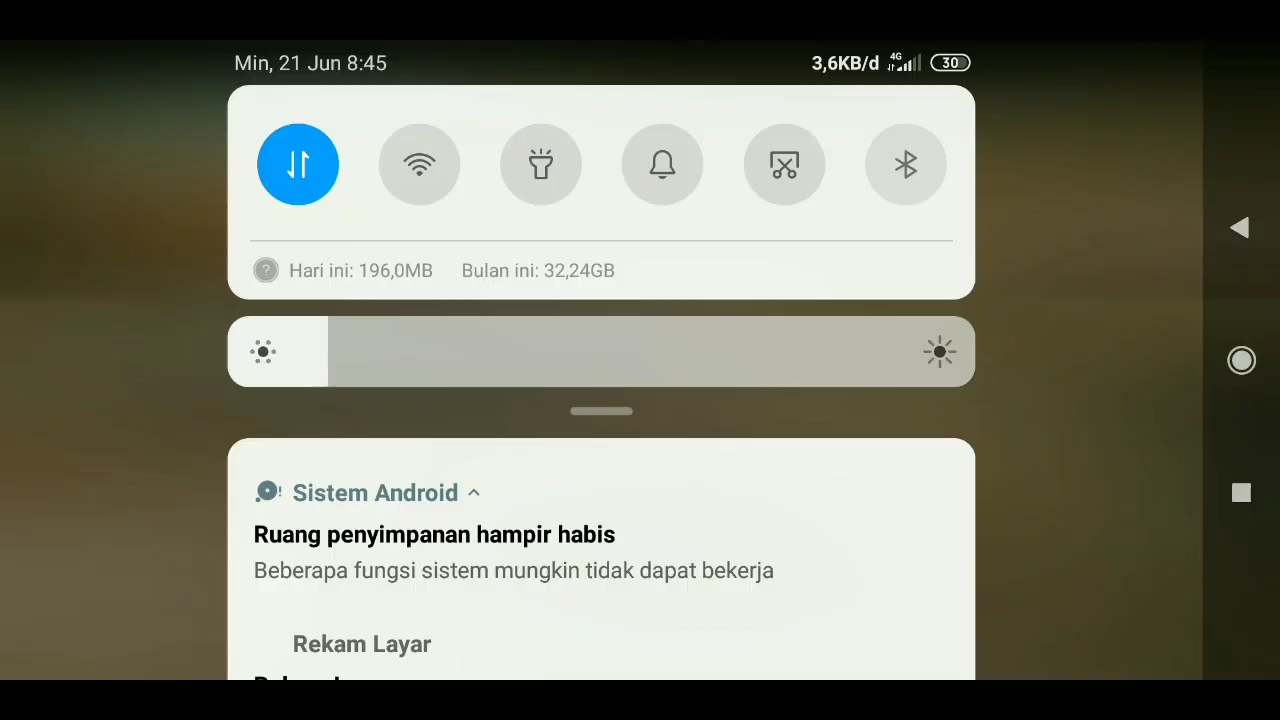 Min, 21 Jun 8:45
3,6KB/d 4G 30
Hari ini: 196,0MB Bulan ini: 32,24GB
Sistem Android
Ruang penyimpanan hampir habis
Beberapa fungsi sistem mungkin tidak dapat bekerja
Rekam Layar